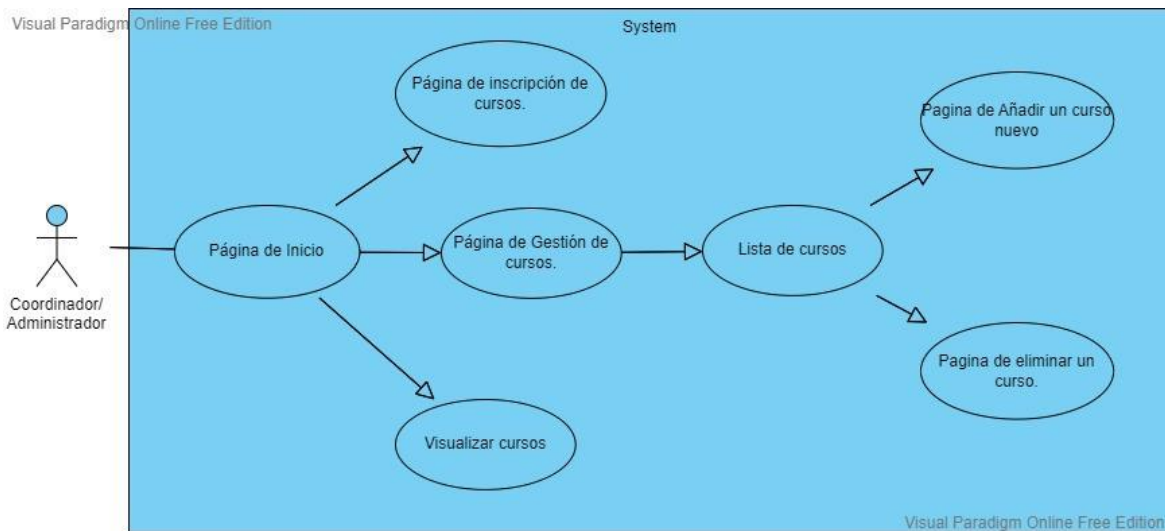 Visual Paradigm Online Free Edition
System
Página de inscripción de
cursos.
Pagina de Añadir un curso
nuevo
Página de Inicio
Página de Gestión de
cursos.
Lista de cursos
Coordinador/
Administrador
Pagina de eliminar un
curso.
Visualizar cursos
Visual Paradigm Online Free Edition